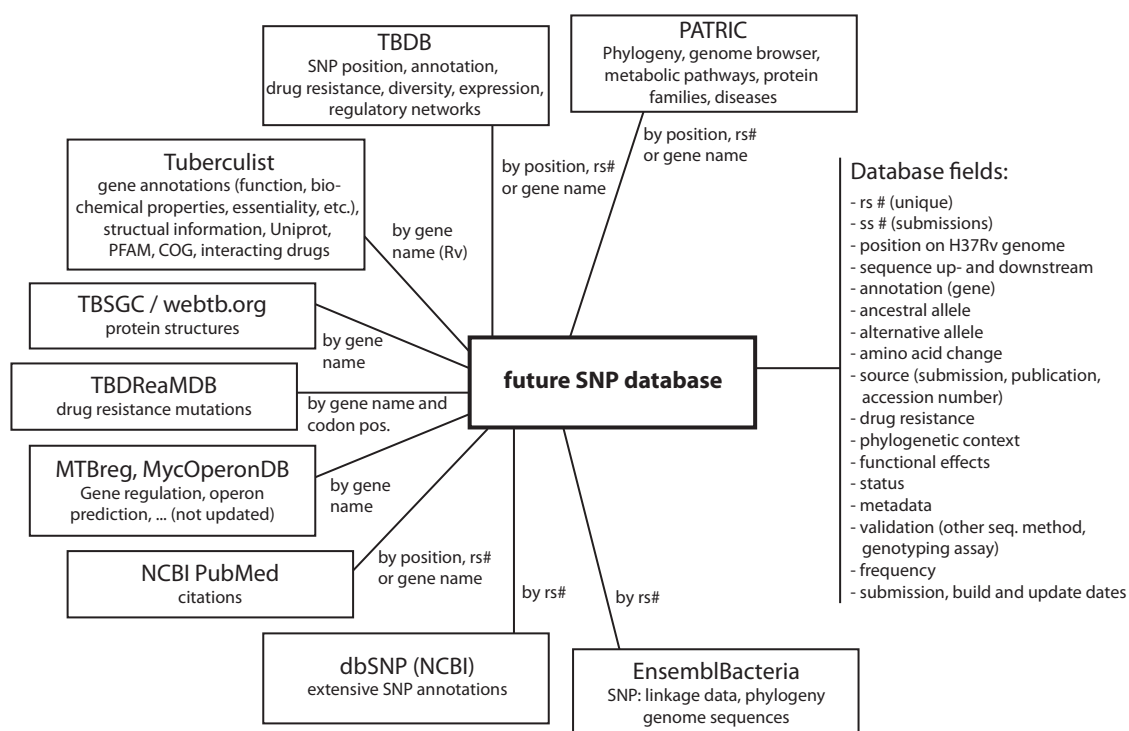 TBDB
SNP position, annotation,
drug resistance, diversity, expression,
regulatory networks
PATRIC
Phylogeny, genome browser,
metabolic pathways, protein
families, diseases
by position, rs#
or gene name
by position, rs#
or gene name
Tuberculist
gene annotations (function, bio-
chemical properties, essentiality, etc.),
structual information, Uniprot,
PFAM, COG, interacting drugs
by gene
name (Rv)
TBSGC / webtb.org
protein structures
by gene
name
TBDReaMDB
drug resistance mutations
by gene name and
codon pos.
MTBreg, MycOperonDB
Gene regulation, operon
prediction, ... (not updated)
by gene
name
NCBI PubMed
citations
by position, rs#
or gene name
dbSNP (NCBI)
extensive SNP annotations
by rs#
EnsemblBacteria
SNP: linkage data, phylogeny
genome sequences
by rs#
future SNP database
Database fields:
- rs # (unique)
- ss # (submissions)
- position on H37Rv genome
- sequence up- and downstream
- annotation (gene)
- ancestral allele
- alternative allele
- amino acid change
- source (submission, publication,
accession number)
- drug resistance
- phylogenetic context
- functional effects
- status
- metadata
- validation (other seq. method,
genotyping assay)
- frequency
- submission, build and update dates